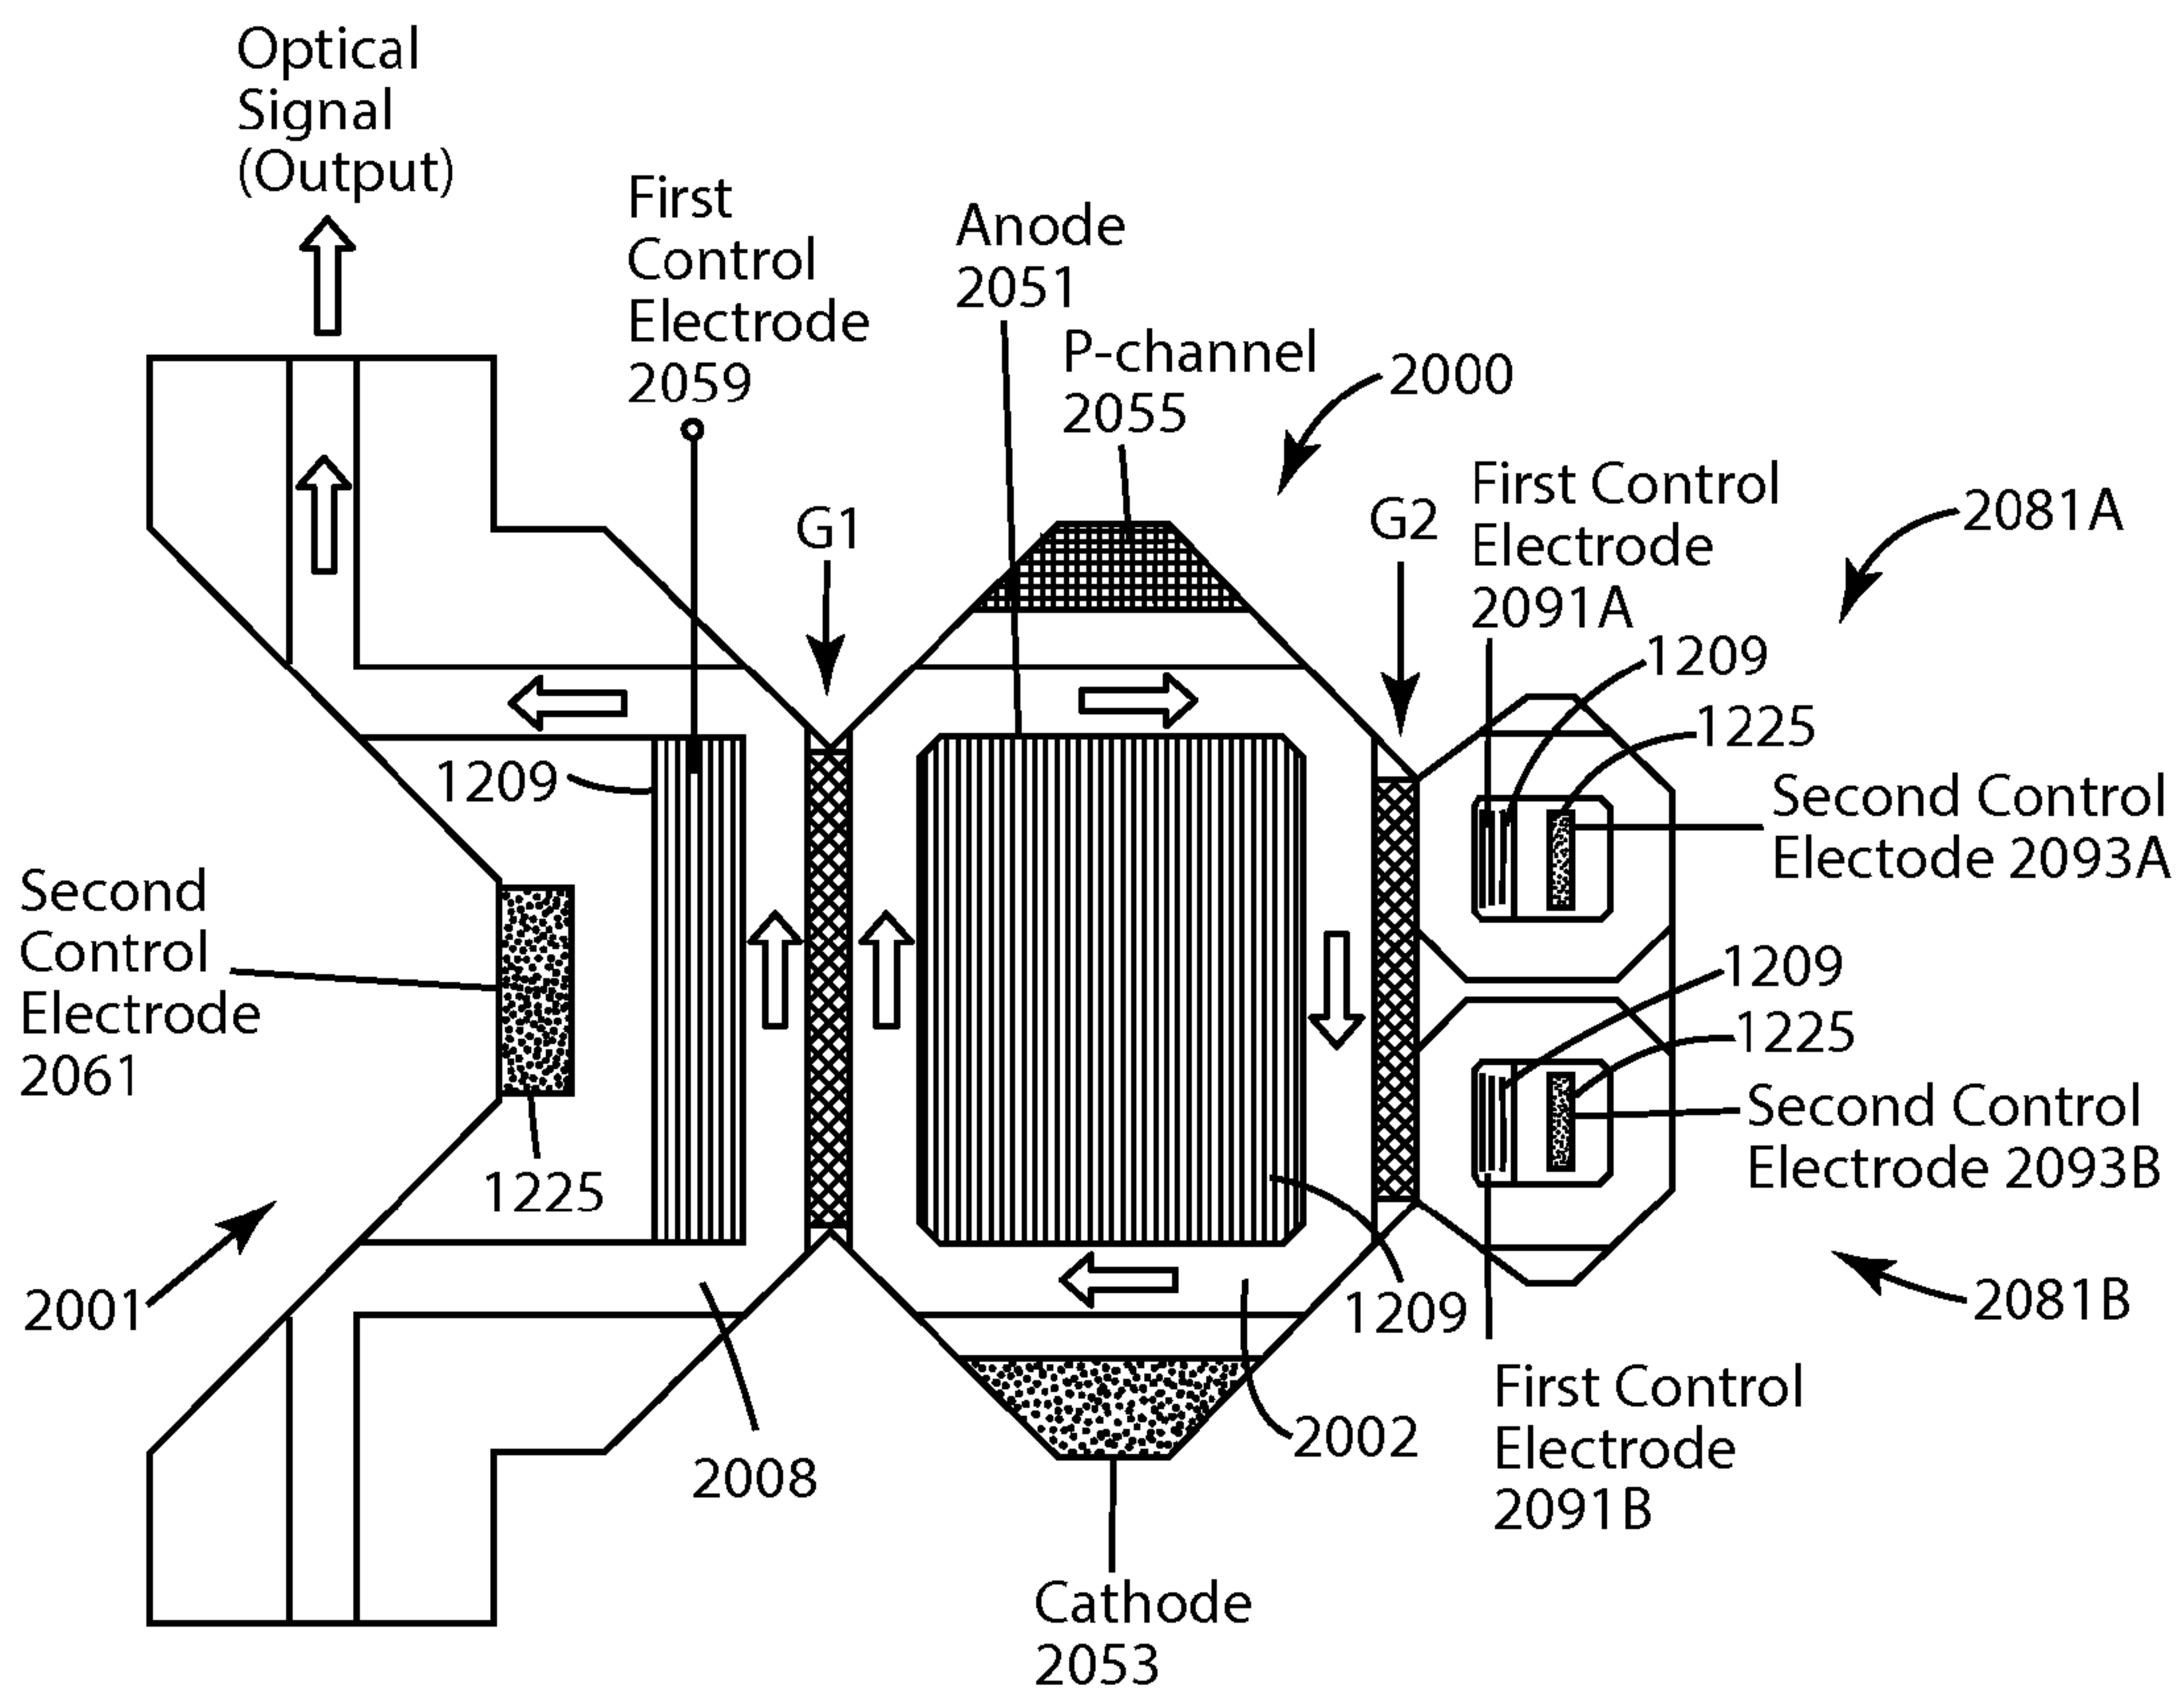 Optical
Signal
(Output)
First
Control
Electrode
2059
Anode
2051
P-channel
2055
2000
G1
G2
First Control
Electrode
2091A
2081A
1209
1225
1209
Second Control
Electode 2093A
Second
Control
Electrode
2061
1209
1225
Second Control
Electrode 2093B
1225
2001
1209
2081B
First Control
Electrode
2091B
2002
2008
Cathode
2053